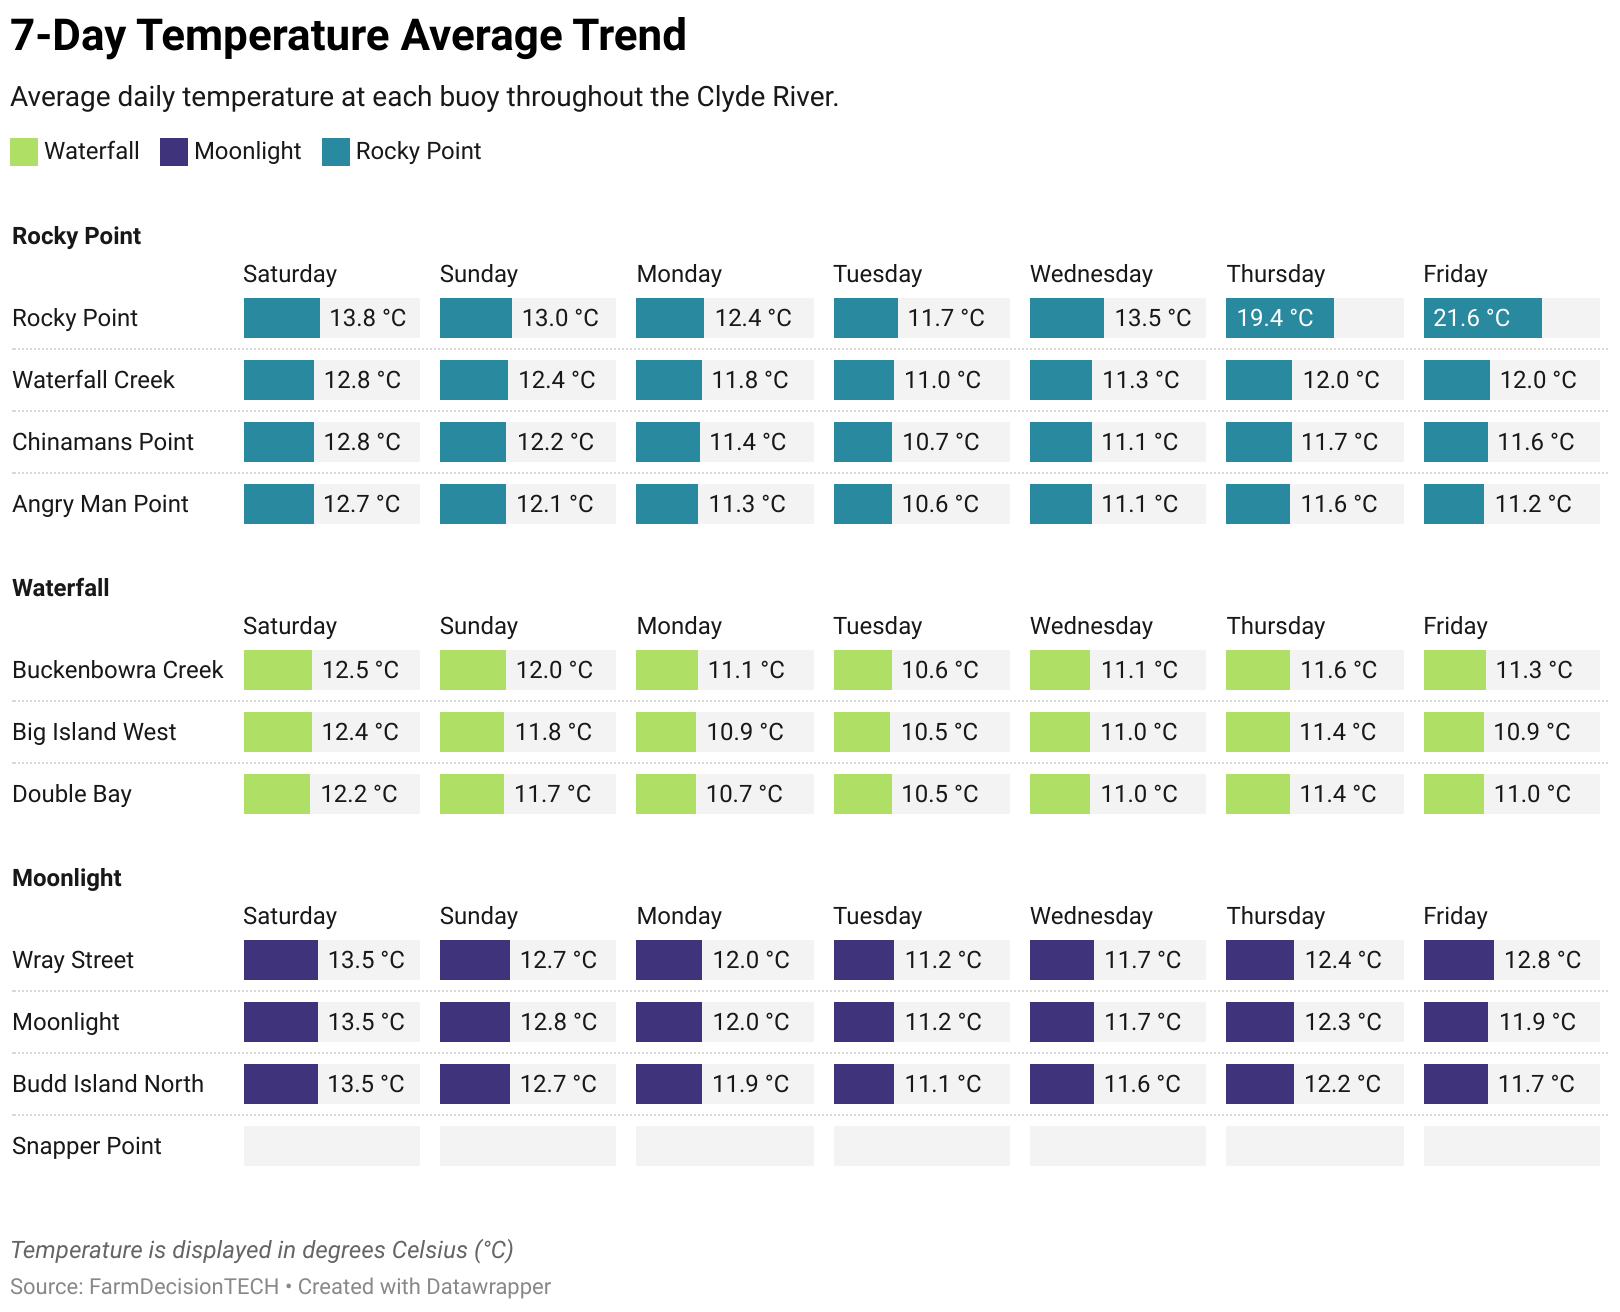 7-Day Temperature Average Trend
Average daily temperature at each buoy throughout the Clyde River.
Waterfall Moonlight Rocky Point
Rocky Point
Saturday Sunday Monday Tuesday Wednesday Thursday Friday
Rocky Point 13.8 °C 13.0 °C 12.4 °C 11.7 °C 13.5 °C 19.4 °C 21.6 °C
Waterfall Creek 12.8 °C 12.4 °C 11.8 °C 11.0 °C 11.3 °C 12.0 °C 12.0 °C
Chinamans Point 12.8 °C 12.2 °C 11.4 °C 10.7 °C 11.1 °C 11.7 °C 11.6 °C
Angry Man Point 12.7 °C 12.1 °C 11.3 °C 10.6 °C 11.1 °C 11.6 °C 11.2 °C
Waterfall
Saturday Sunday Monday Tuesday Wednesday Thursday Friday
Buckenbowra Creek 12.5 °C 12.0 °C 11.1 °C 10.6 °C 11.1 °C 11.6 °C 11.3 °C
Big Island West 12.4 °C 11.8 °C 10.9 °C 10.5 °C 11.0 °C 11.4 °C 10.9 °C
Double Bay 12.2 °C 11.7 °C 10.7 °C 10.5 °C 11.0 °C 11.4 °C 11.0 °C
Moonlight
Saturday Sunday Monday Tuesday Wednesday Thursday Friday
Wray Street 13.5 °C 12.7 °C 12.0 °C 11.2 °C 11.7 °C 12.4 °C 12.8 °C
Moonlight 13.5 °C 12.8 °C 12.0 °C 11.2 °C 11.7 °C 12.3 °C 11.9 °C
Budd Island North 13.5 °C 12.7 °C 11.9 °C 11.1 °C 11.6 °C 12.2 °C 11.7 °C
Snapper Point
Temperature is displayed in degrees Celsius (°C)
Source: FarmDecisionTECH • Created with Datawrapper